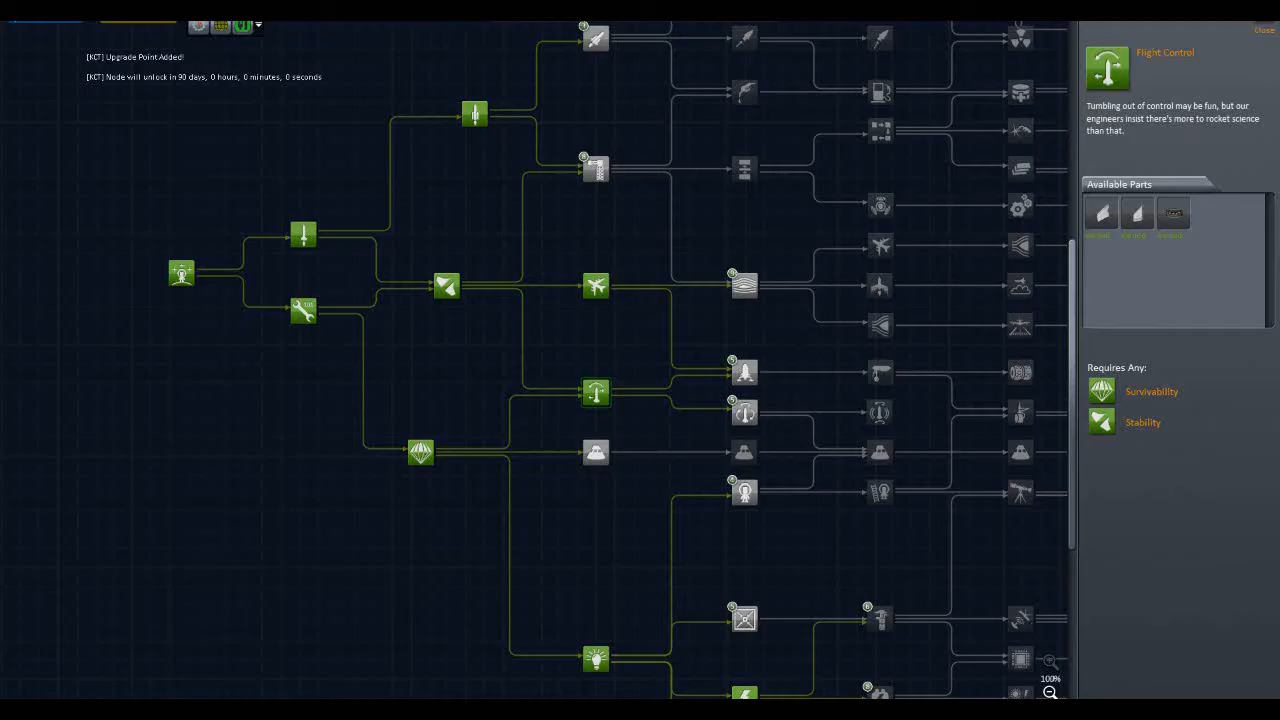 Close
Flight Control
[KCT] Upgrade Point Added!
[KCT] Node will unlock in 90 days, 0 hours, 0 minutes, 0 seconds
Tumbling out of control may be fun, but our
engineers insist there's more to rocket science
than that.
Available Parts
Requires Any:
Survivability
Stability
100%